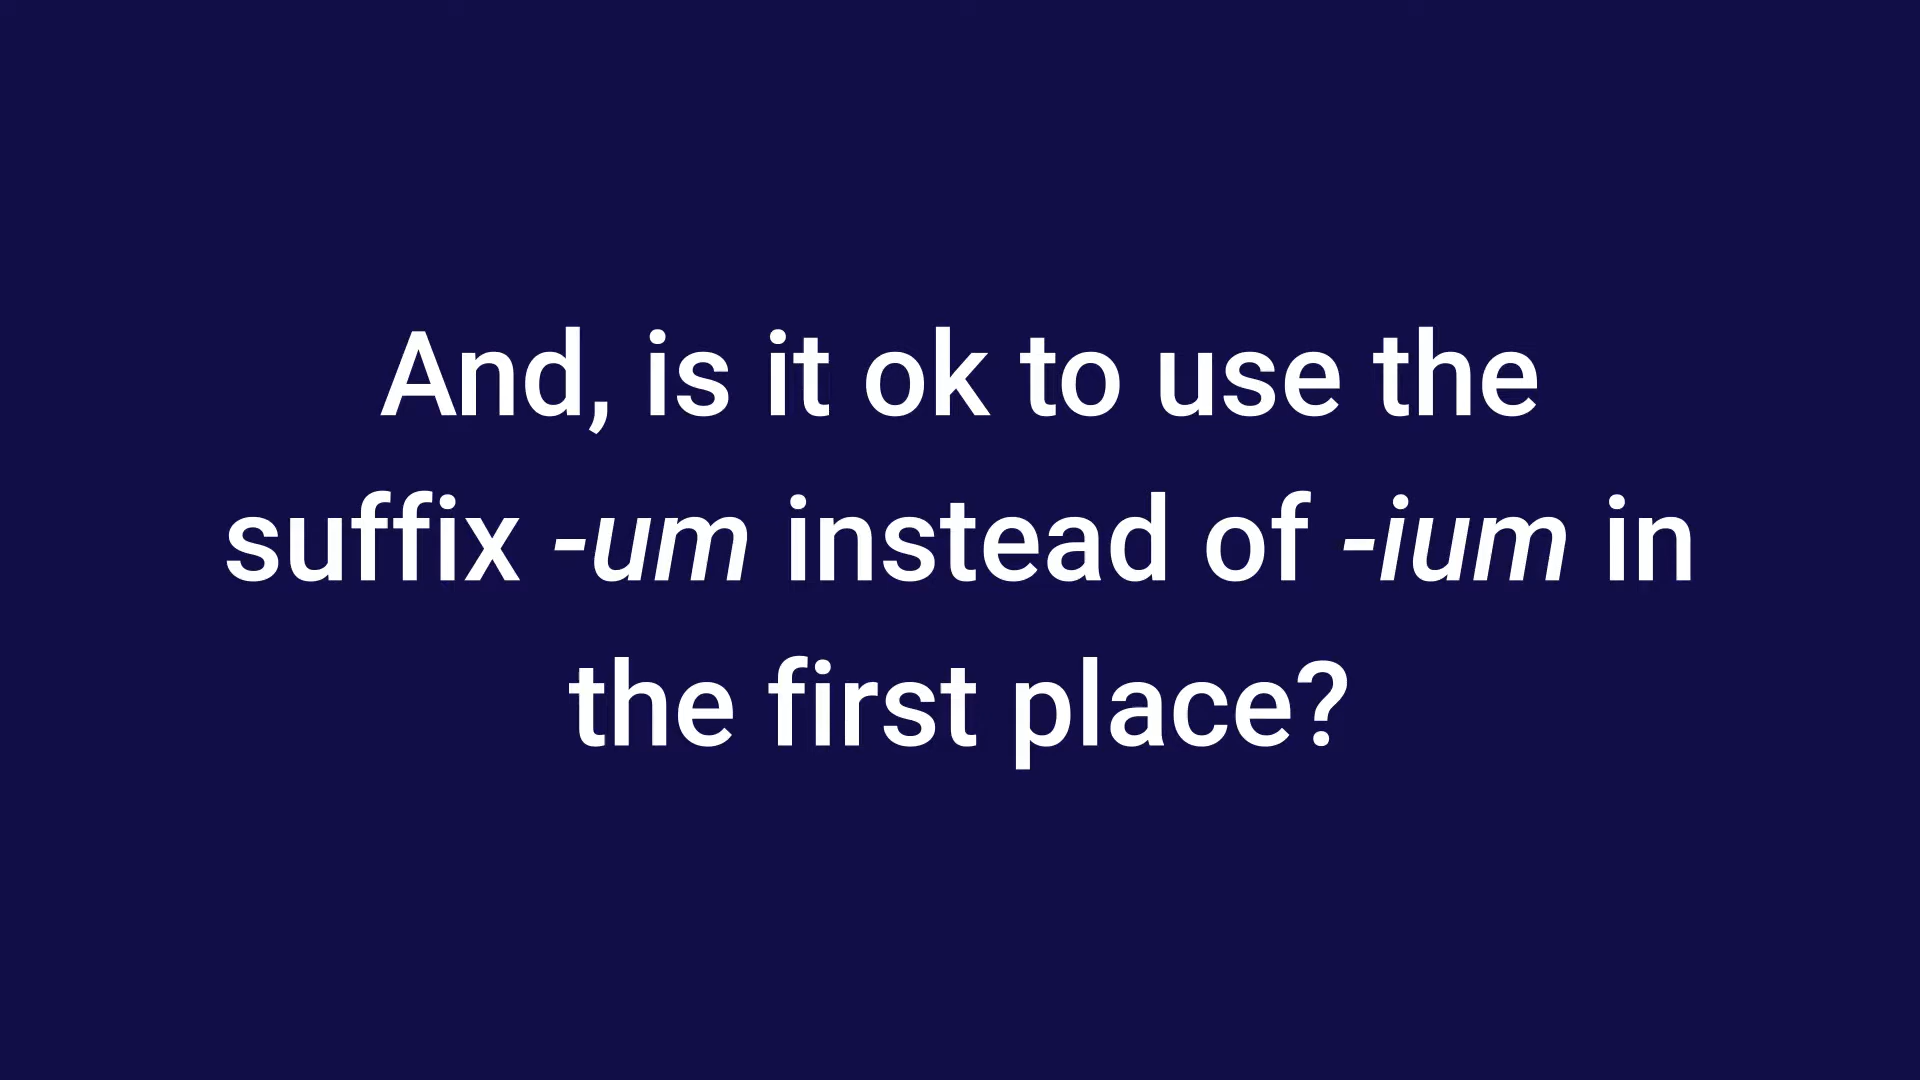 And, is it ok to use the
suffix -um instead of -ium in
the first place?